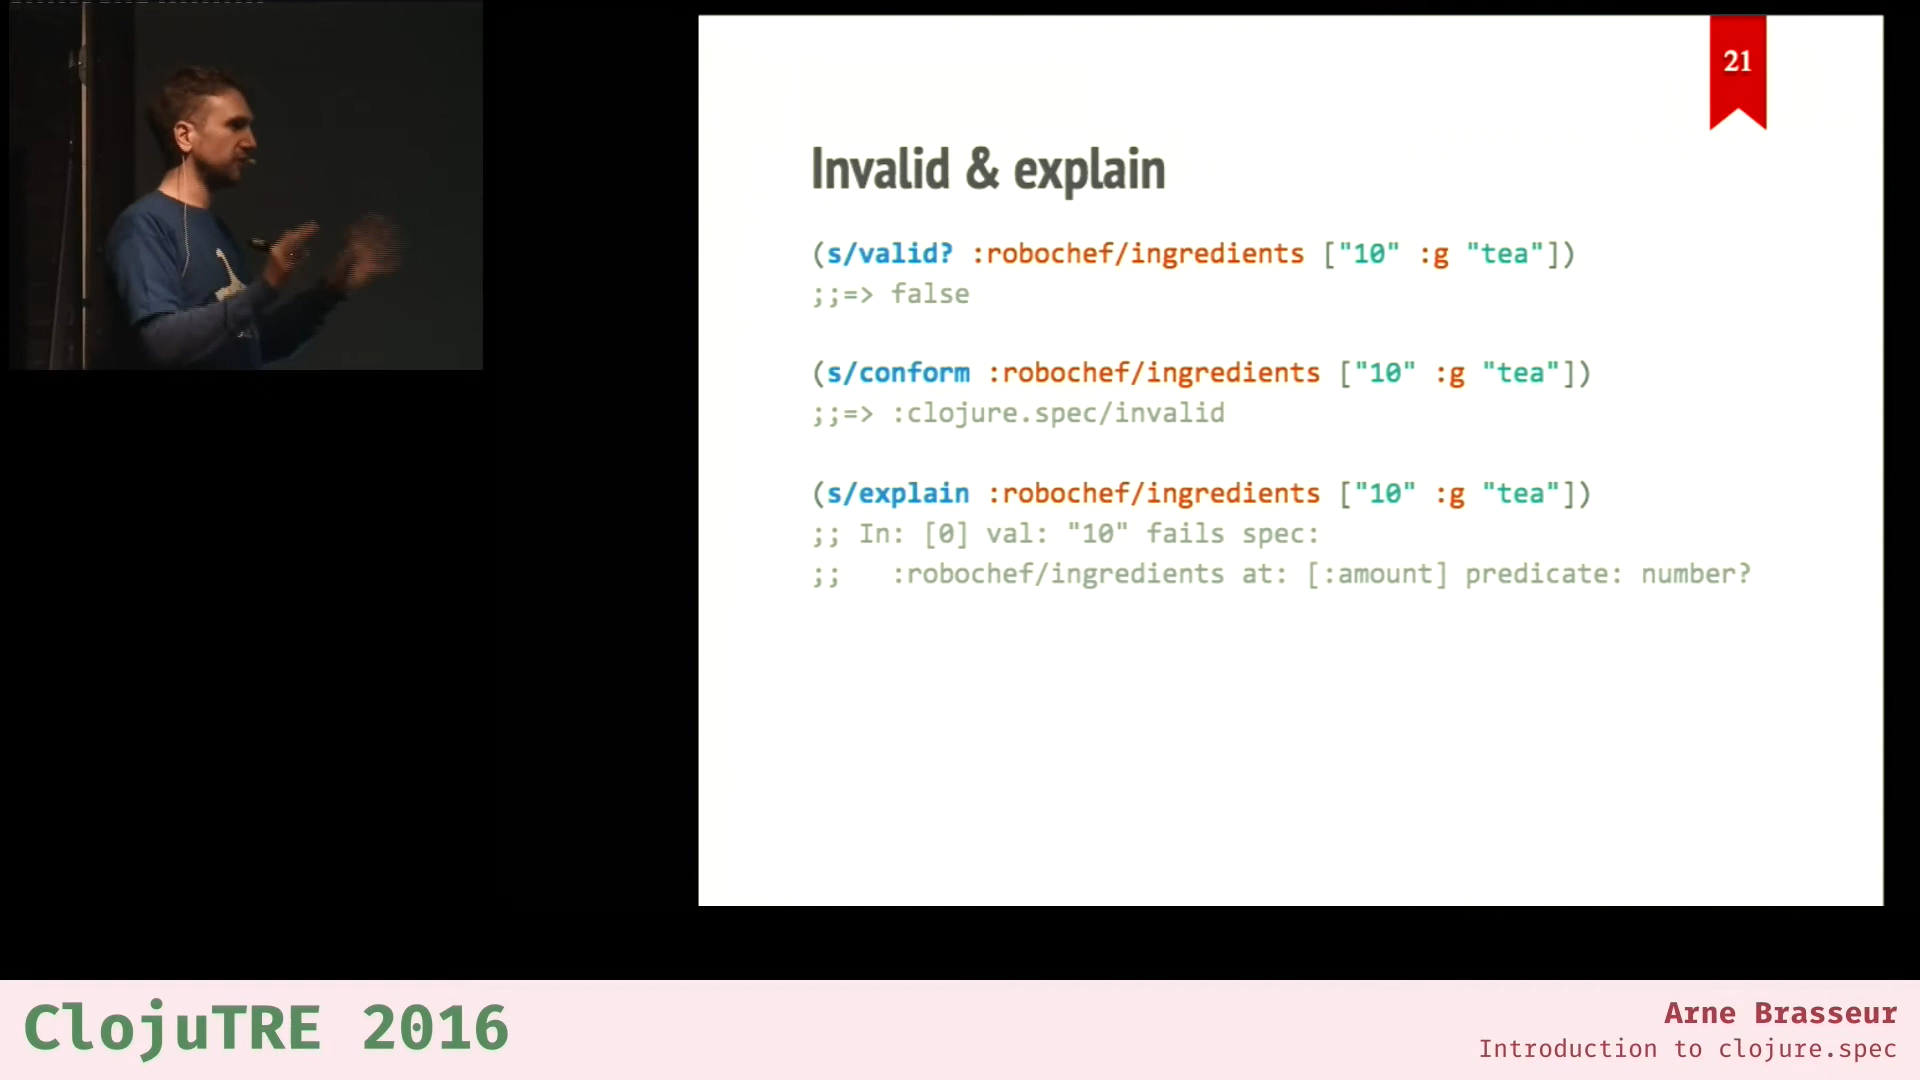 21
Invalid & explain
(s/valid? :robochef/ingredients ["10" :g "tea"])
;;=> false
(s/conform :robochef/ingredients ["10" :g "tea"])
;;=> :clojure.spec/invalid
(s/explain :robochef/ingredients ["10" :g "tea"])
;; In: [0] val: "10" fails spec:
;;   :robochef/ingredients at: [:amount] predicate: number?
ClojuTRE 2016
Arne Brasseur
Introduction to clojure.spec